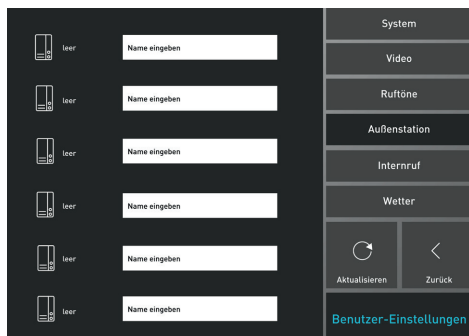 leer Name eingeben
leer Name eingeben
leer Name eingeben
leer Name eingeben
leer Name eingeben
leer Name eingeben
System
Video
Ruftöne
Außenstation
Internruf
Wetter
Aktualisieren Zurück
Benutzer-Einstellungen